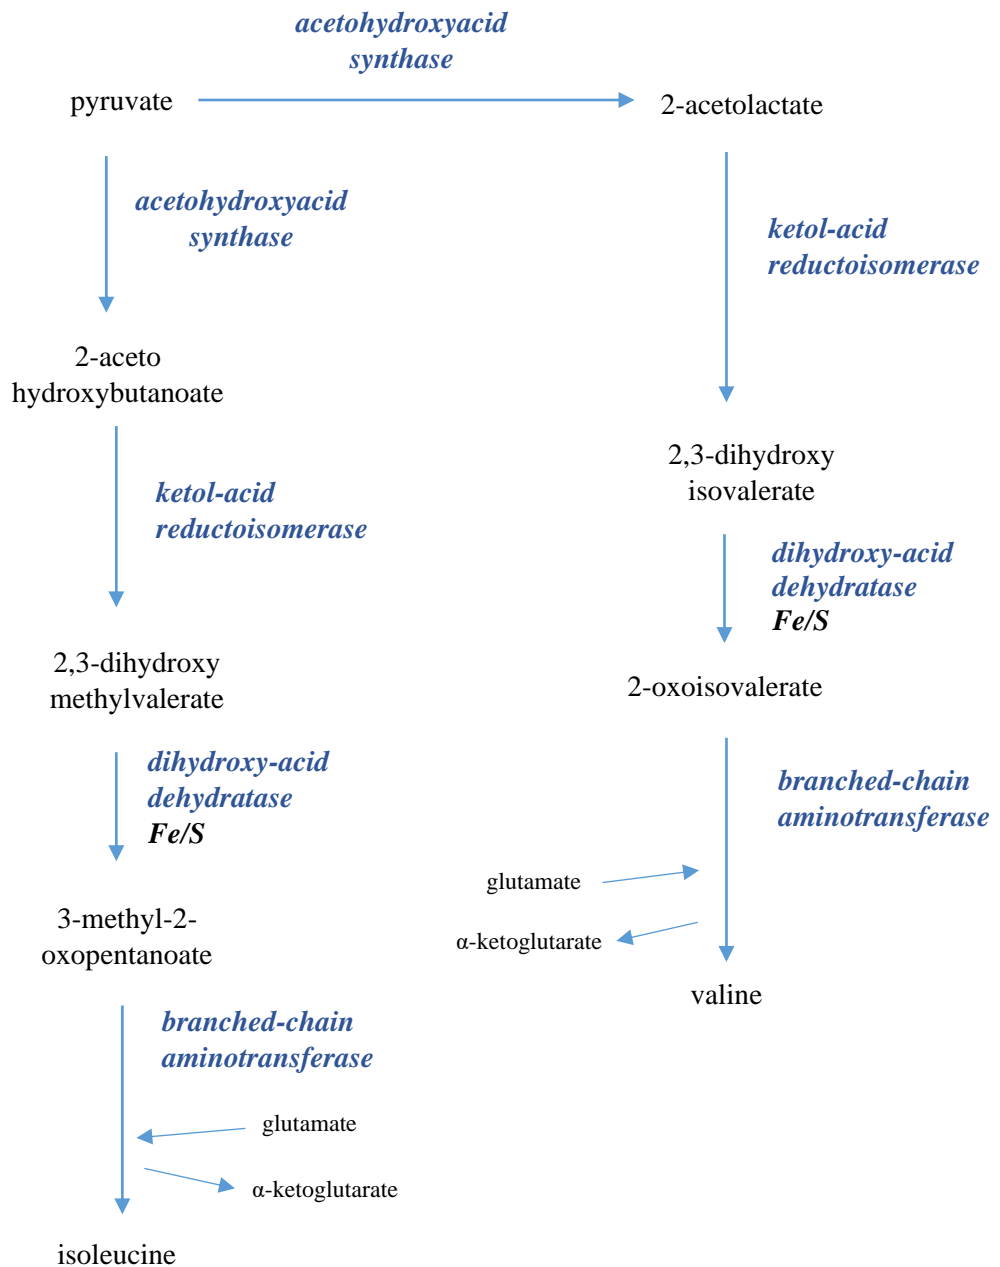 acetohydroxyacid
synthase
pyruvate
2-acetolactate
acetohydroxyacid
synthase
ketol-acid
reductoisomerase
2-aceto
hydroxybutanoate
2,3-dihydroxy
isovalerate
ketol-acid
reductoisomerase
dihydroxy-acid
dehydratase
Fe/S
2,3-dihydroxy
methylvalerate
2-oxoisovalerate
dihydroxy-acid
dehydratase
Fe/S
branched-chain
aminotransferase
glutamate
α-ketoglutarate
3-methyl-2-
oxopentanoate
valine
branched-chain
aminotransferase
glutamate
α-ketoglutarate
isoleucine